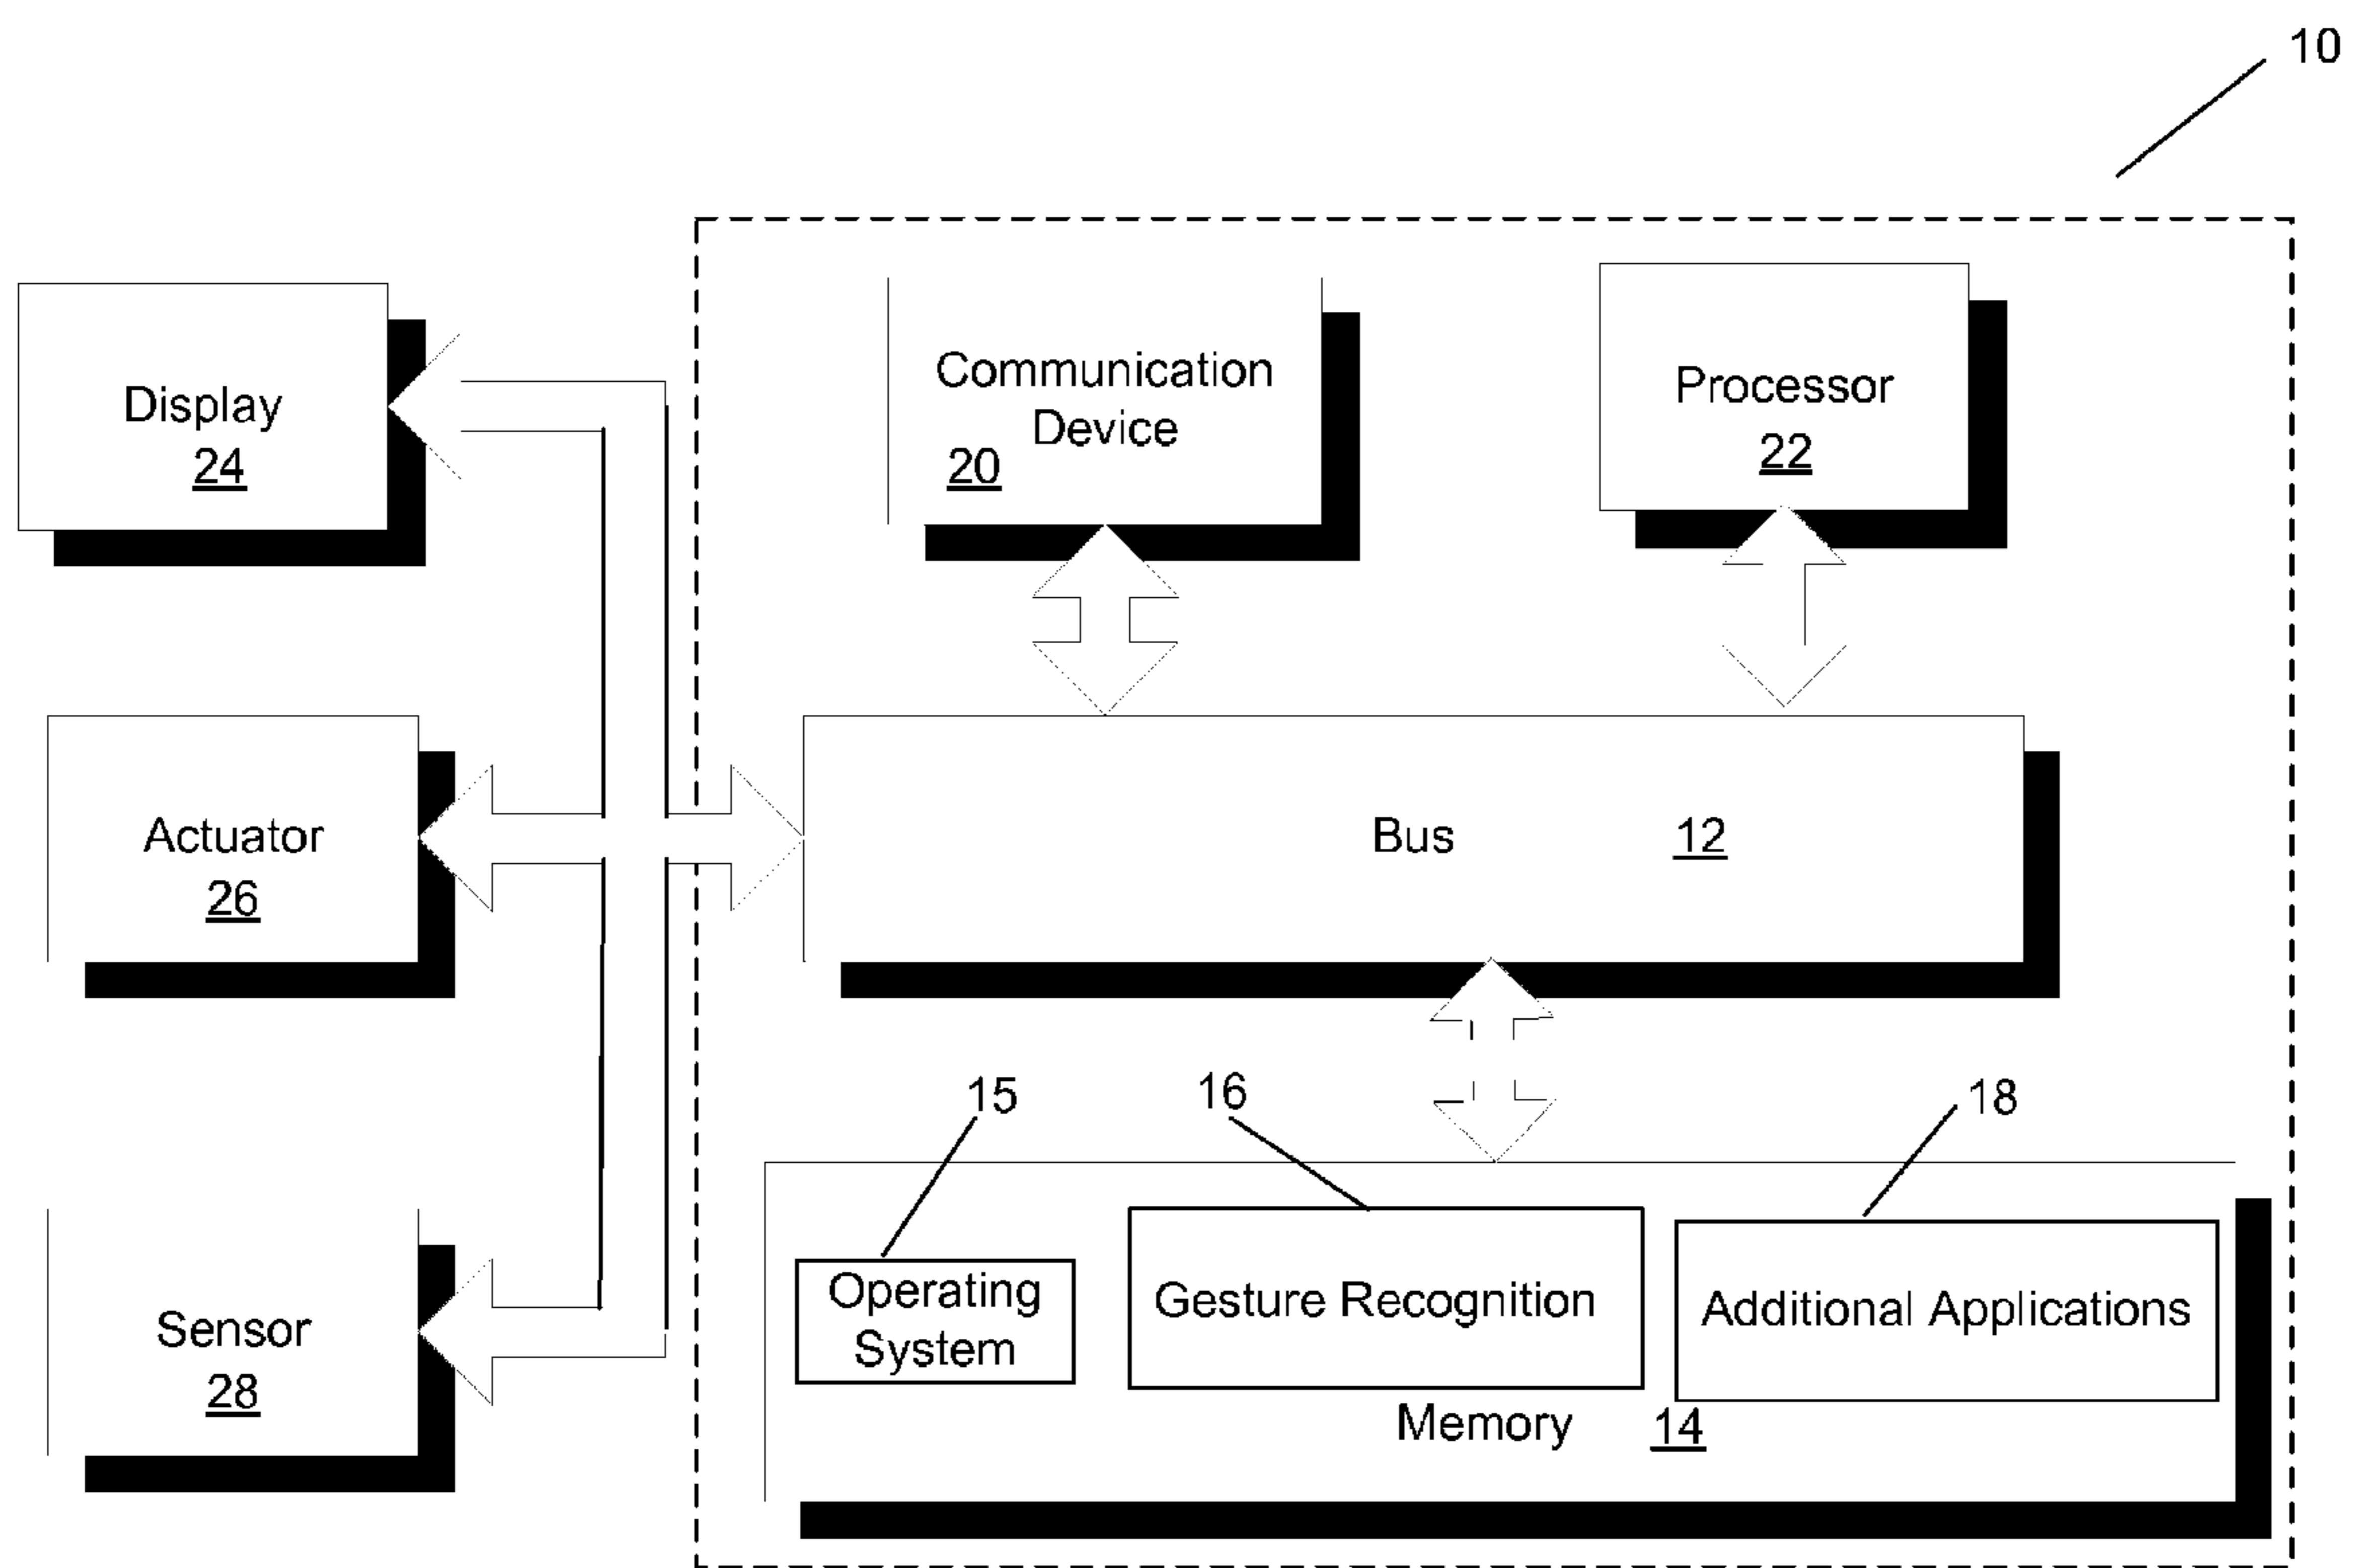 10
Display
24
Communication
Device
20
Processor
22
Actuator
26
Bus 12
15
16
18
Operating
System
Gesture Recognition
Additional Applications
Sensor
28
Memory 14